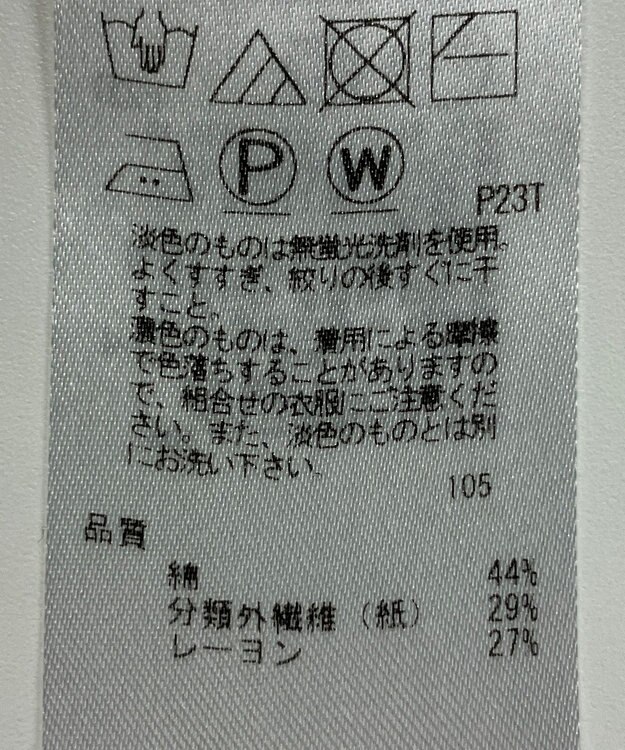 P W
P23T
淡色のものは無蛍光洗剤を使用。
よくすすぎ、絞りの後すぐに干
すこと。
濃色のものは、着用による摩擦
で色落ちすることがありますの
で、組合せの衣服にご注意くだ
さい。また、淡色のものとは別
にお洗い下さい.
105
品質
綿 44%
分類外繊維(紙) 29%
レーヨン 27%